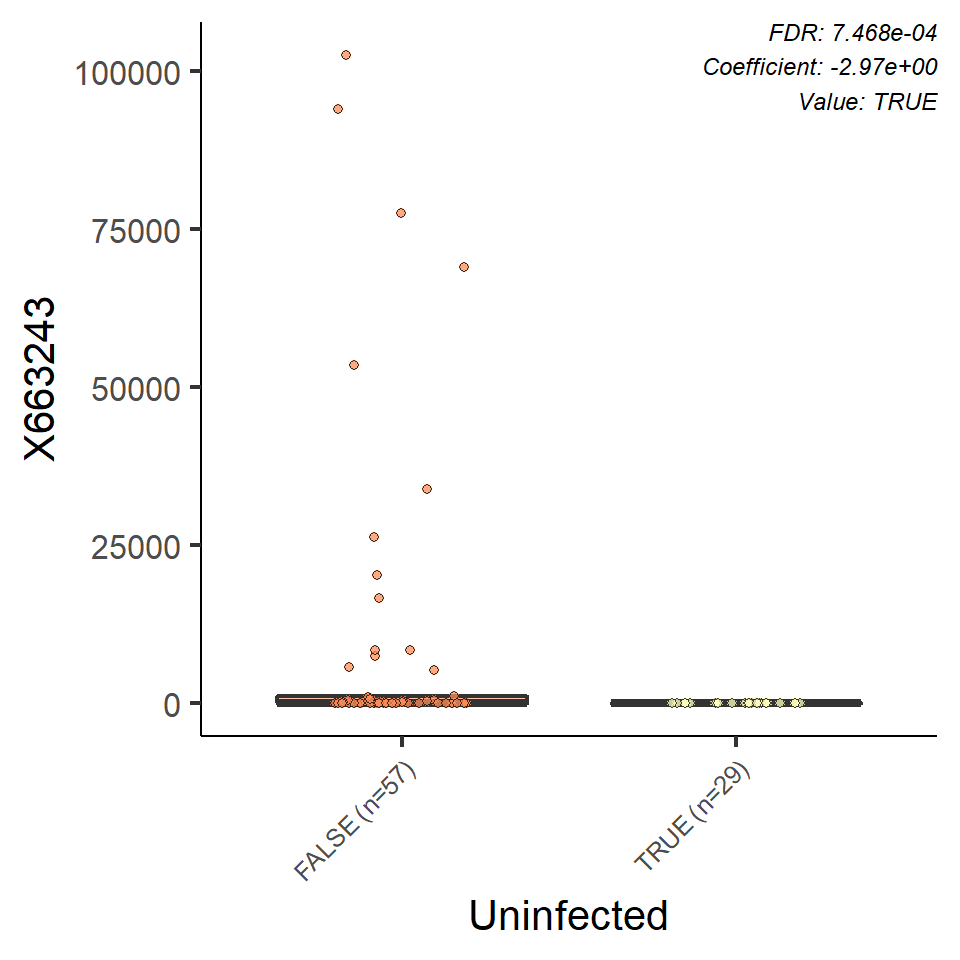 FDR: 7.468e-04
Coefficient: -2.97e+00
Value: TRUE
X663243
100000
75000
50000
25000
0
FALSE (n=57)
TRUE (n=29)
Uninfected